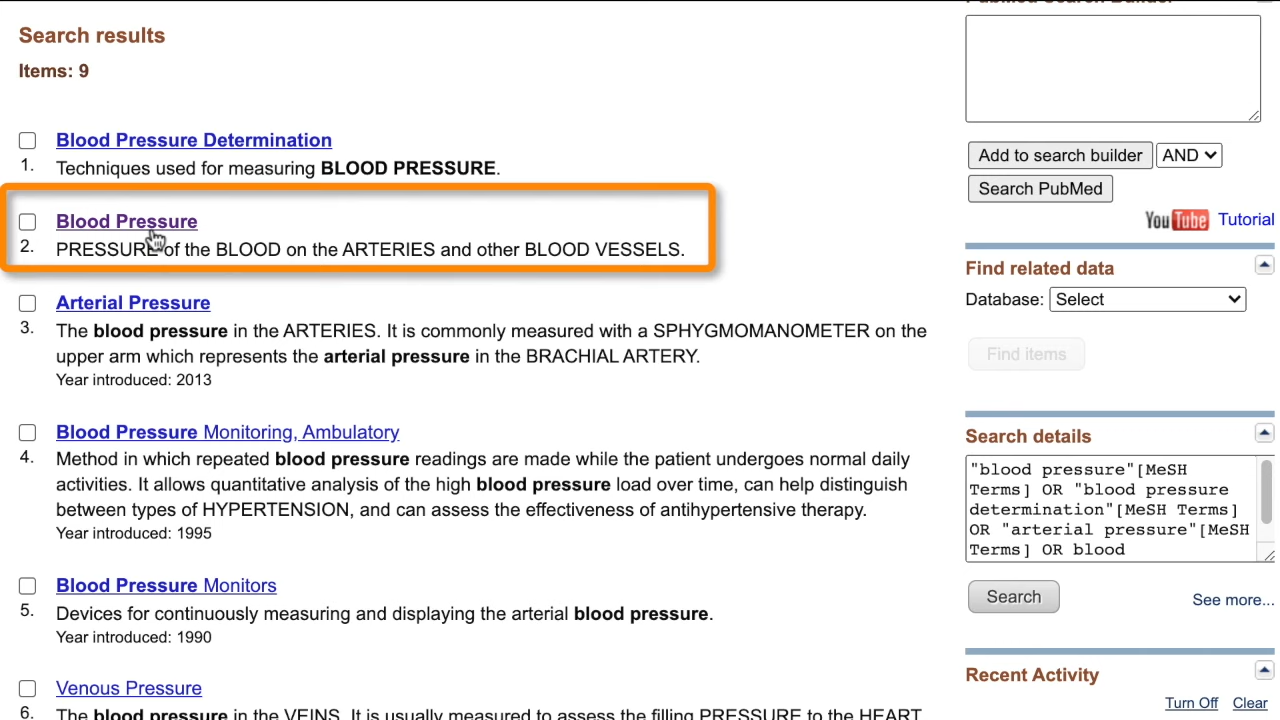 Search results
Items: 9
Blood Pressure Determination
1. Techniques used for measuring BLOOD PRESSURE.
Blood Pressure
2. PRESSURE of the BLOOD on the ARTERIES and other BLOOD VESSELS.
Arterial Pressure
3. The blood pressure in the ARTERIES. It is commonly measured with a SPHYGMOMANOMETER on the
upper arm which represents the arterial pressure in the BRACHIAL ARTERY.
Year introduced: 2013
Blood Pressure Monitoring, Ambulatory
4. Method in which repeated blood pressure readings are made while the patient undergoes normal daily
activities. It allows quantitative analysis of the high blood pressure load over time, can help distinguish
between types of HYPERTENSION, and can assess the effectiveness of antihypertensive therapy.
Year introduced: 1995
Blood Pressure Monitors
5. Devices for continuously measuring and displaying the arterial blood pressure.
Year introduced: 1990
Venous Pressure
6. The blood pressure in the VEINS. It is usually measured to assess the filling PRESSURE to the HEART
PubMed Search Builder
Add to search builder AND
Search PubMed
YouTube Tutorial
Find related data
Database: Select
Find items
Search details
"blood pressure"[MeSH
Terms] OR "blood pressure
determination"[MeSH Terms]
OR "arterial pressure"[MeSH
Terms] OR blood
Search
See more...
Recent Activity
Turn Off Clear